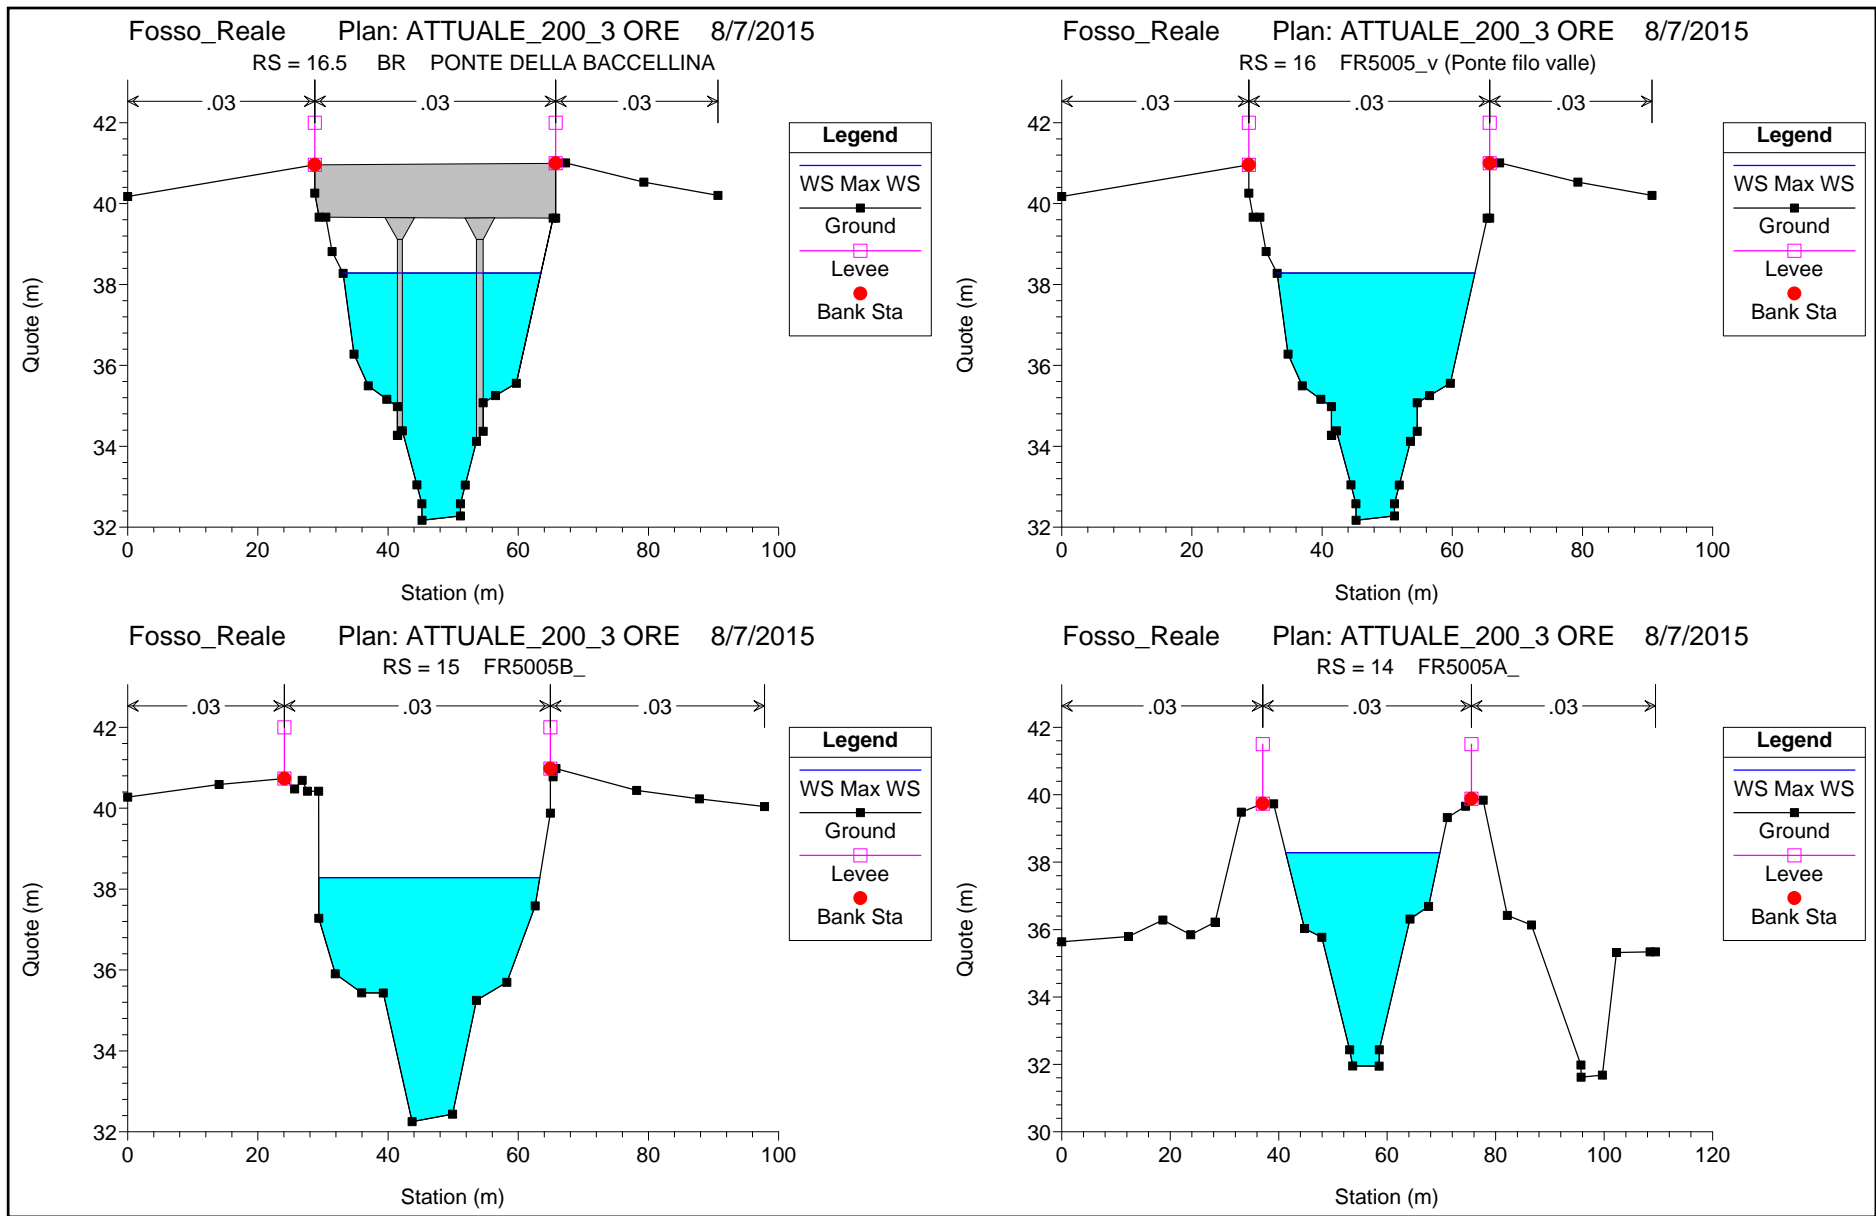 Fosso_Reale Plan: ATTUALE_200_3 ORE 8/7/2015
RS = 16.5 BR PONTE DELLA BACCELLINA
.03 .03 .03
42
40
38
36
34
32
0 20 40 60 80 100
Quote (m)
Station (m)
Legend
WS Max WS
Ground
Levee
Bank Sta
Fosso_Reale Plan: ATTUALE_200_3 ORE 8/7/2015
RS = 16 FR5005_v (Ponte filo valle)
.03 .03 .03
42
40
38
36
34
32
0 20 40 60 80 100
Quote (m)
Station (m)
Legend
WS Max WS
Ground
Levee
Bank Sta
Fosso_Reale Plan: ATTUALE_200_3 ORE 8/7/2015
RS = 15 FR5005B_
.03 .03 .03
42
40
38
36
34
32
0 20 40 60 80 100
Quote (m)
Station (m)
Legend
WS Max WS
Ground
Levee
Bank Sta
Fosso_Reale Plan: ATTUALE_200_3 ORE 8/7/2015
RS = 14 FR5005A_
.03 .03 .03
42
40
38
36
34
32
30
0 20 40 60 80 100 120
Quote (m)
Station (m)
Legend
WS Max WS
Ground
Levee
Bank Sta